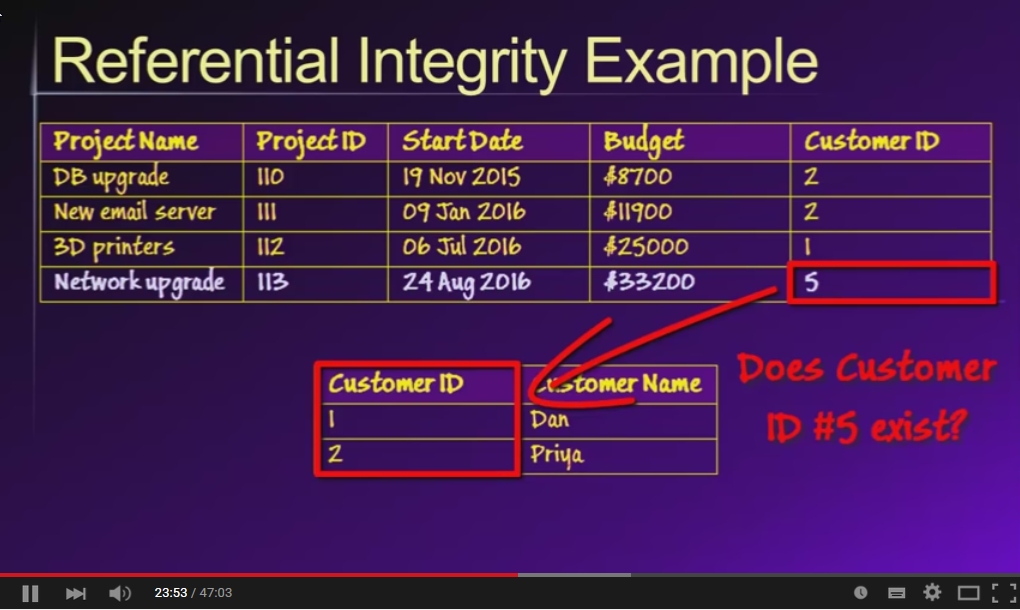 Referential Integrity Example
Project Name Project ID Start Date Budget Customer ID
DB upgrade 110 19 Nov 2015 $8700 2
New email server 111 09 Jan 2016 $11900 2
3D printers 112 06 Jul 2016 $25000 1
Network upgrade 113 24 Aug 2016 $33200 5
Customer ID Customer Name
1 Dan
2 Priya
Does Customer
ID #5 exist?
23:53 / 47:03